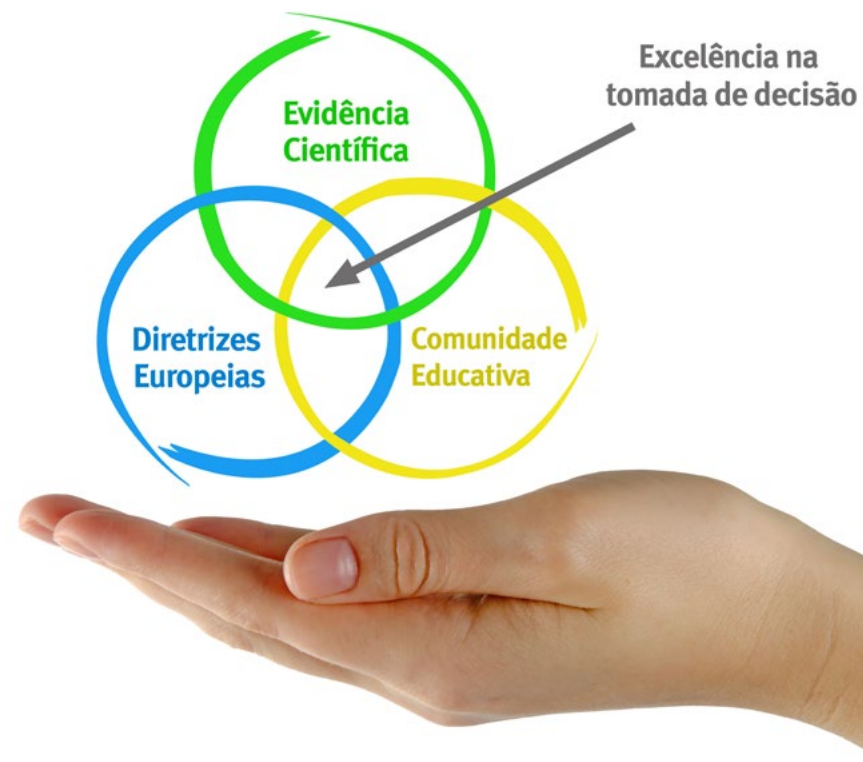 Excelência na
tomada de decisão
Evidência
Científica
Diretrizes
Europeias
Comunidade
Educativa